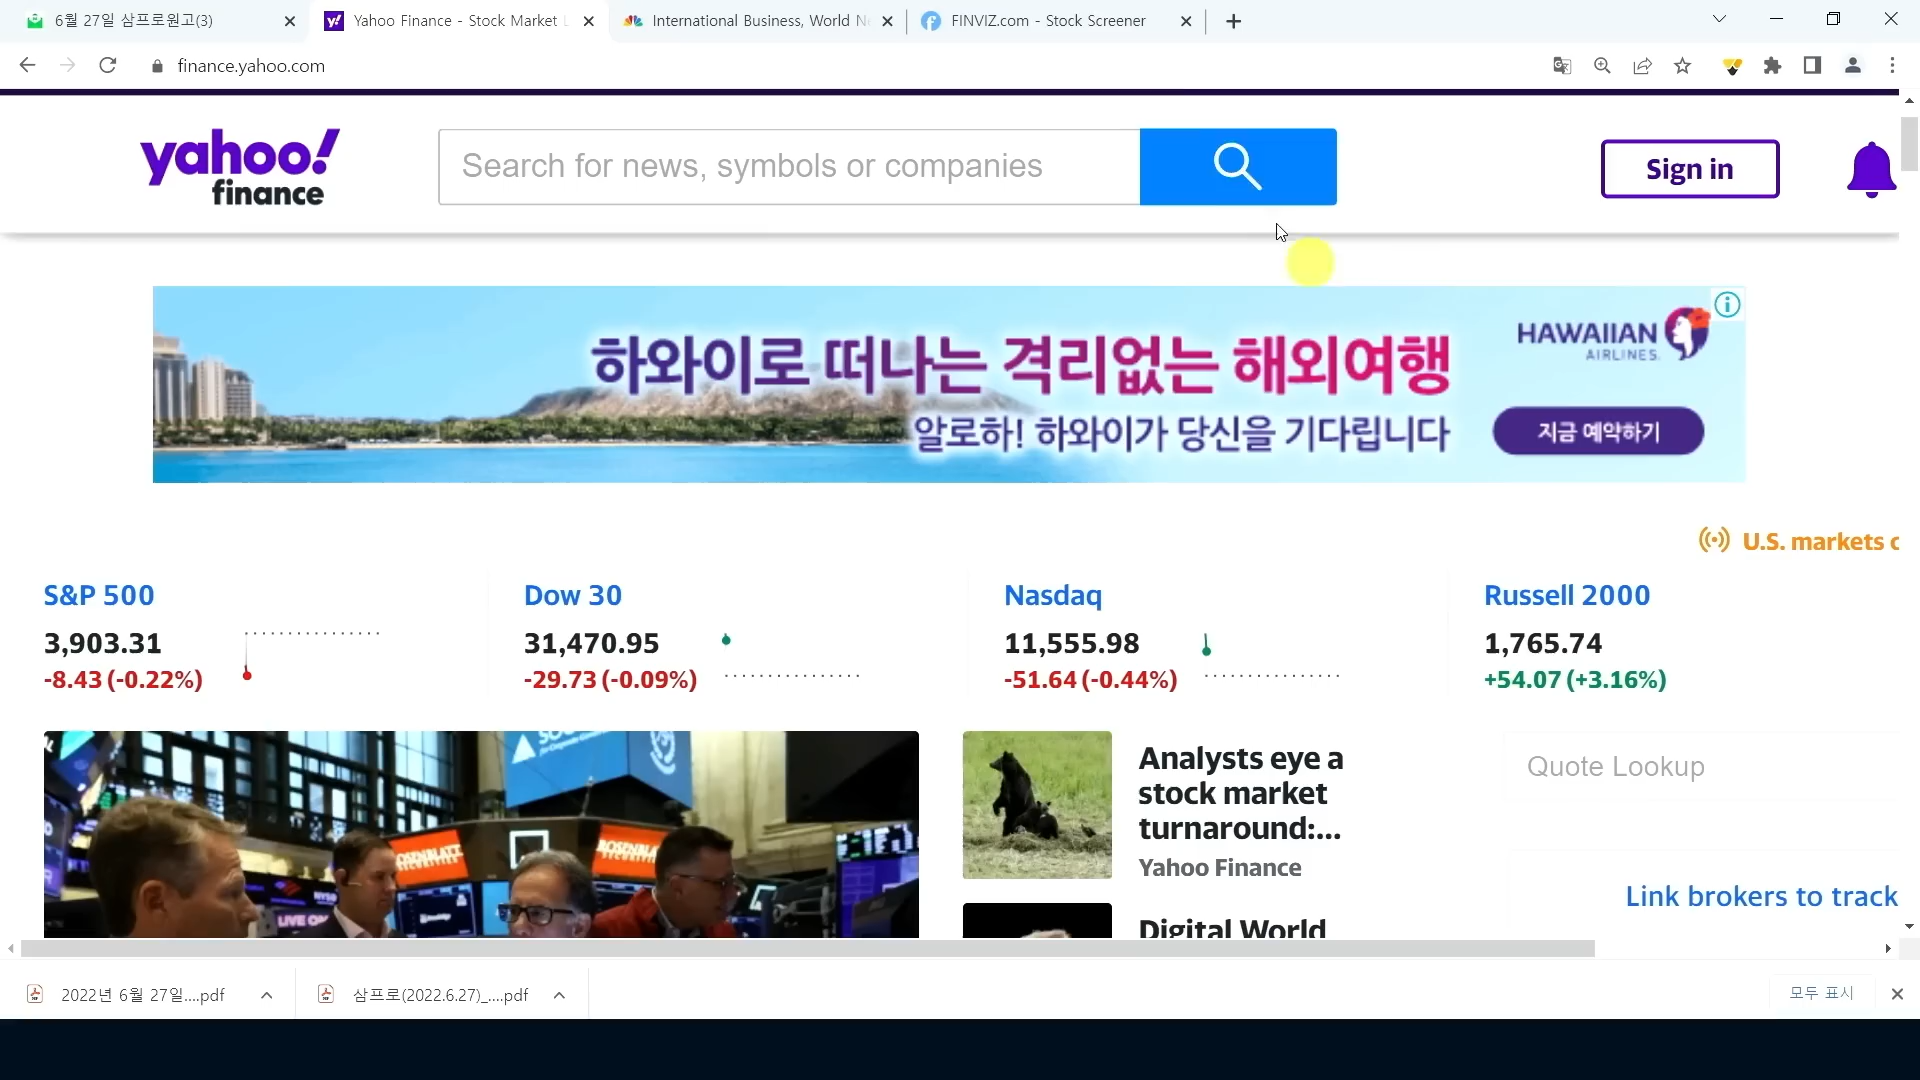 6월 27일 삼프로원고(3)
Yahoo Finance - Stock Market L
International Business, World Ne
FINVIZ.com - Stock Screener
finance.yahoo.com
yahoo!
finance
Search for news, symbols or companies
Sign in
하와이로 떠나는 격리없는 해외여행
알로하! 하와이가 당신을 기다립니다
HAWAIIAN
AIRLINES.
지금 예약하기
U.S. markets c
S&P 500
3,903.31
-8.43 (-0.22%)
Dow 30
31,470.95
-29.73 (-0.09%)
Nasdaq
11,555.98
-51.64 (-0.44%)
Russell 2000
1,765.74
+54.07 (+3.16%)
ROSENBLATT
ROSENBLA
LIVE ON
Analysts eye a
stock market
turnaround:...
Yahoo Finance
Digital World
Quote Lookup
Link brokers to track
2022년 6월 27일....pdf
삼프로(2022.6.27)_....pdf
모두 표시